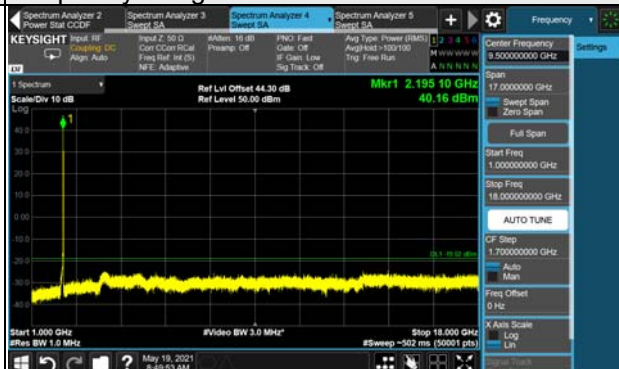 Spectrum Analyzer 2
Power Stat CCDF
Spectrum Analyzer 3
Swept SA
Spectrum Analyzer 4
Swept SA
Spectrum Analyzer 5
Swept SA
Frequency
KEYSIGHT
Input: RF
Coupling: DC
Align: Auto
Input Z: 50 Ω
Corr CCorr RCal
Freq Ref: Int (S)
NFE: Adaptive
#Atten: 16 dB
Preamp: Off
PNO: Fast
Gate: Off
IF Gain: Low
Sig Track: Off
Avg Type: Power (RMS)
Avg|Hold:>100/100
Trig: Free Run
1 2 3 4 5 6
M W W W W W
A N N N N N
LXI
1 Spectrum
Scale/Div 10 dB
Log
Ref Lvl Offset 44.30 dB
Ref Level 50.00 dBm
Mkr1 2.195 10 GHz
40.16 dBm
1
40.0
30.0
20.0
10.0
0.00
-10.0
-20.0
-30.0
-40.0
Start 1.000 GHz
#Res BW 1.0 MHz
#Video BW 3.0 MHz*
Stop 18.000 GHz
#Sweep ~502 ms (50001 pts)
Center Frequency
9.500000000 GHz
Settings
Span
17.0000000 GHz
Swept Span
Zero Span
Full Span
Start Freq
1.000000000 GHz
Stop Freq
18.000000000 GHz
AUTO TUNE
CF Step
1.700000000 GHz
Auto
Man
Freq Offset
0 Hz
X Axis Scale
Log
Lin
Signal Track
?
May 19, 2021
8:49:53 AM